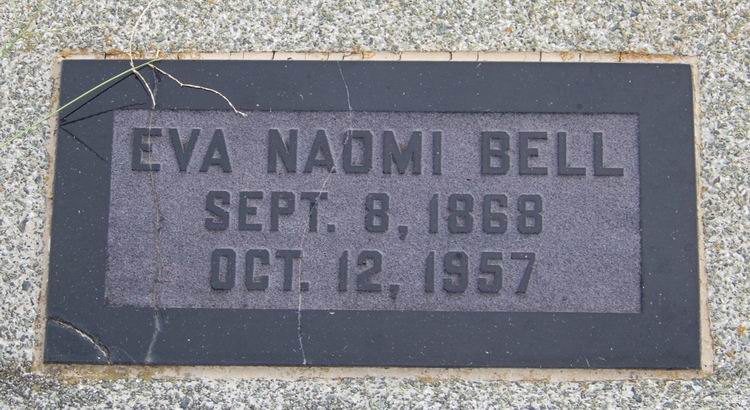 EVA NAOMI BELL
SEPT. 8, 1868
OCT. 12, 1957